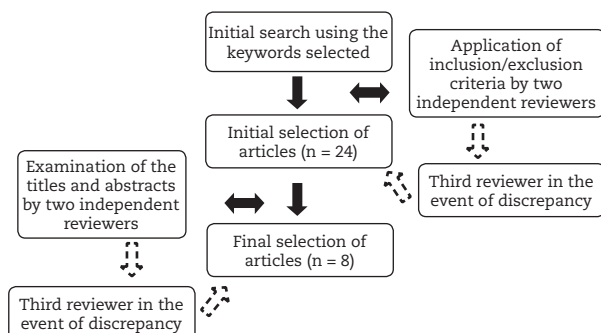 Initial search using the
keywords selected
Application of
inclusion/exclusion
criteria by two
independent reviewers
Initial selection of
articles (n = 24)
Examination of the
titles and abstracts
by two independent
reviewers
Third reviewer in the
event of discrepancy
Final selection of
articles (n = 8)
Third reviewer in the
event of discrepancy